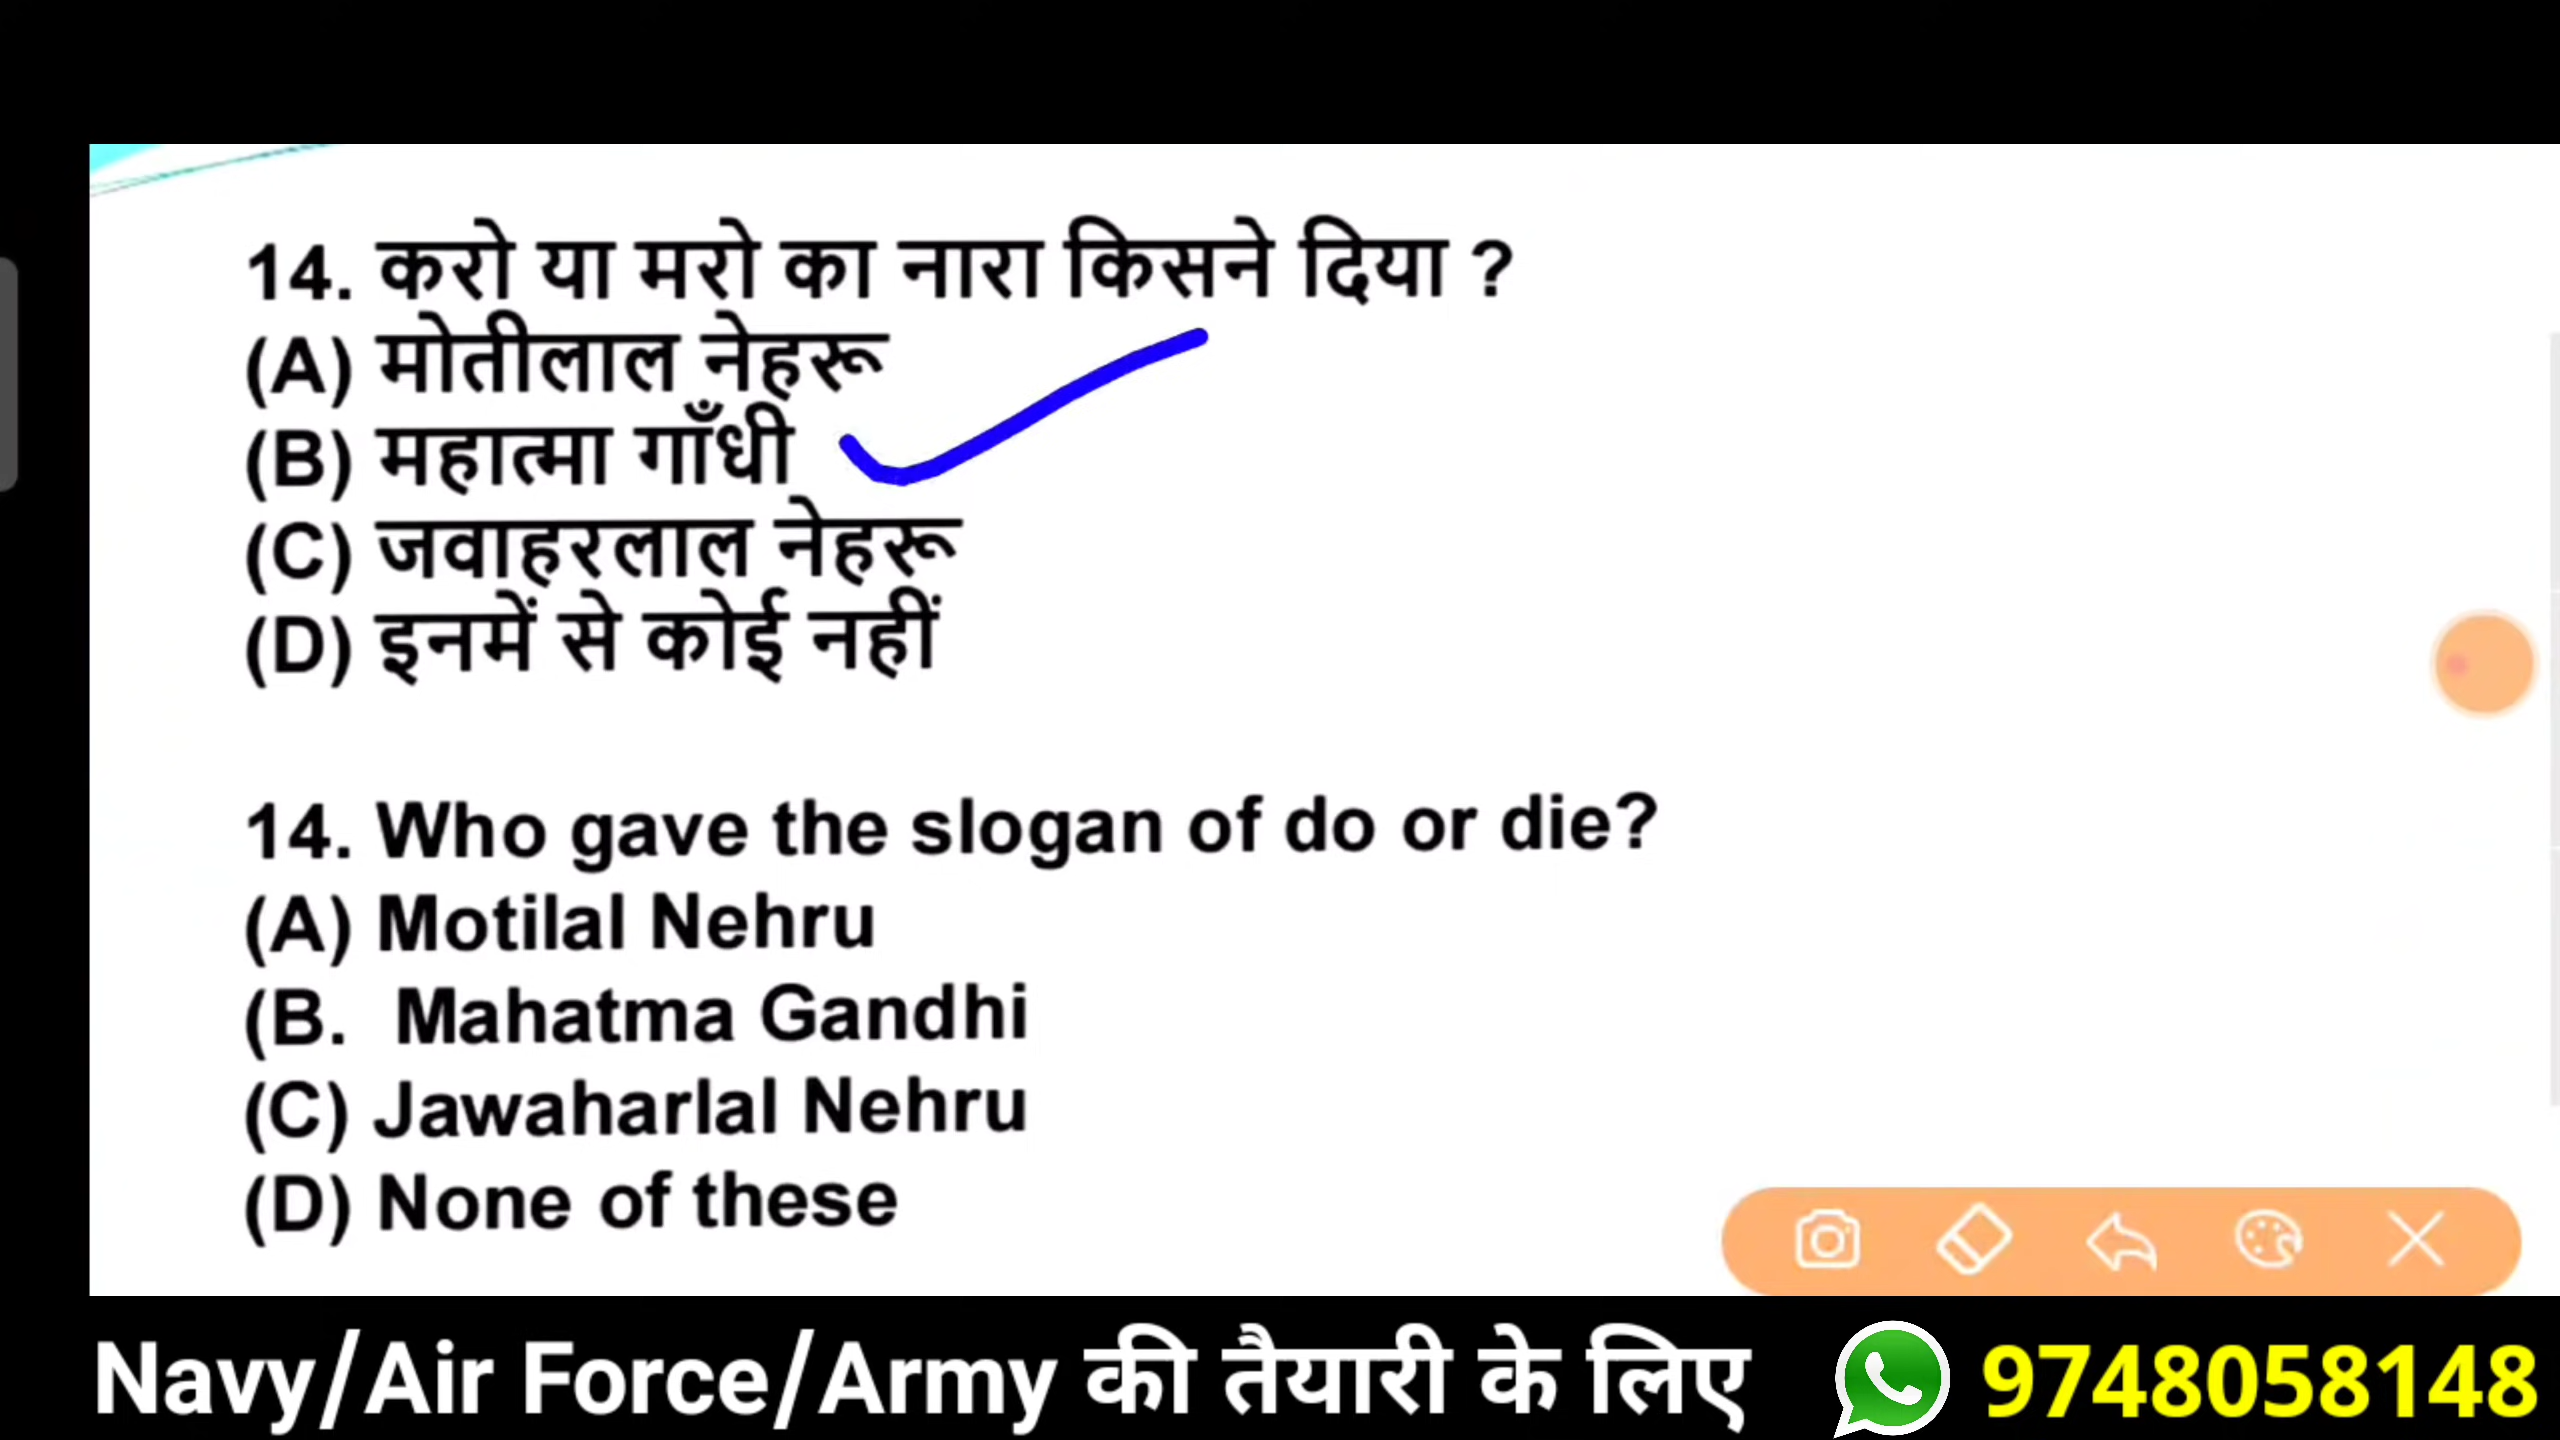 14. करो या मरो का नारा किसने दिया ?
(A) मोतीलाल नेहरू
(B) महात्मा गाँधी
(C) जवाहरलाल नेहरू
(D) इनमें से कोई नहीं
14. Who gave the slogan of do or die?
(A) Motilal Nehru
(B. Mahatma Gandhi
(C) Jawaharlal Nehru
(D) None of these
Navy/Air Force/Army की तैयारी के लिए 9748058148